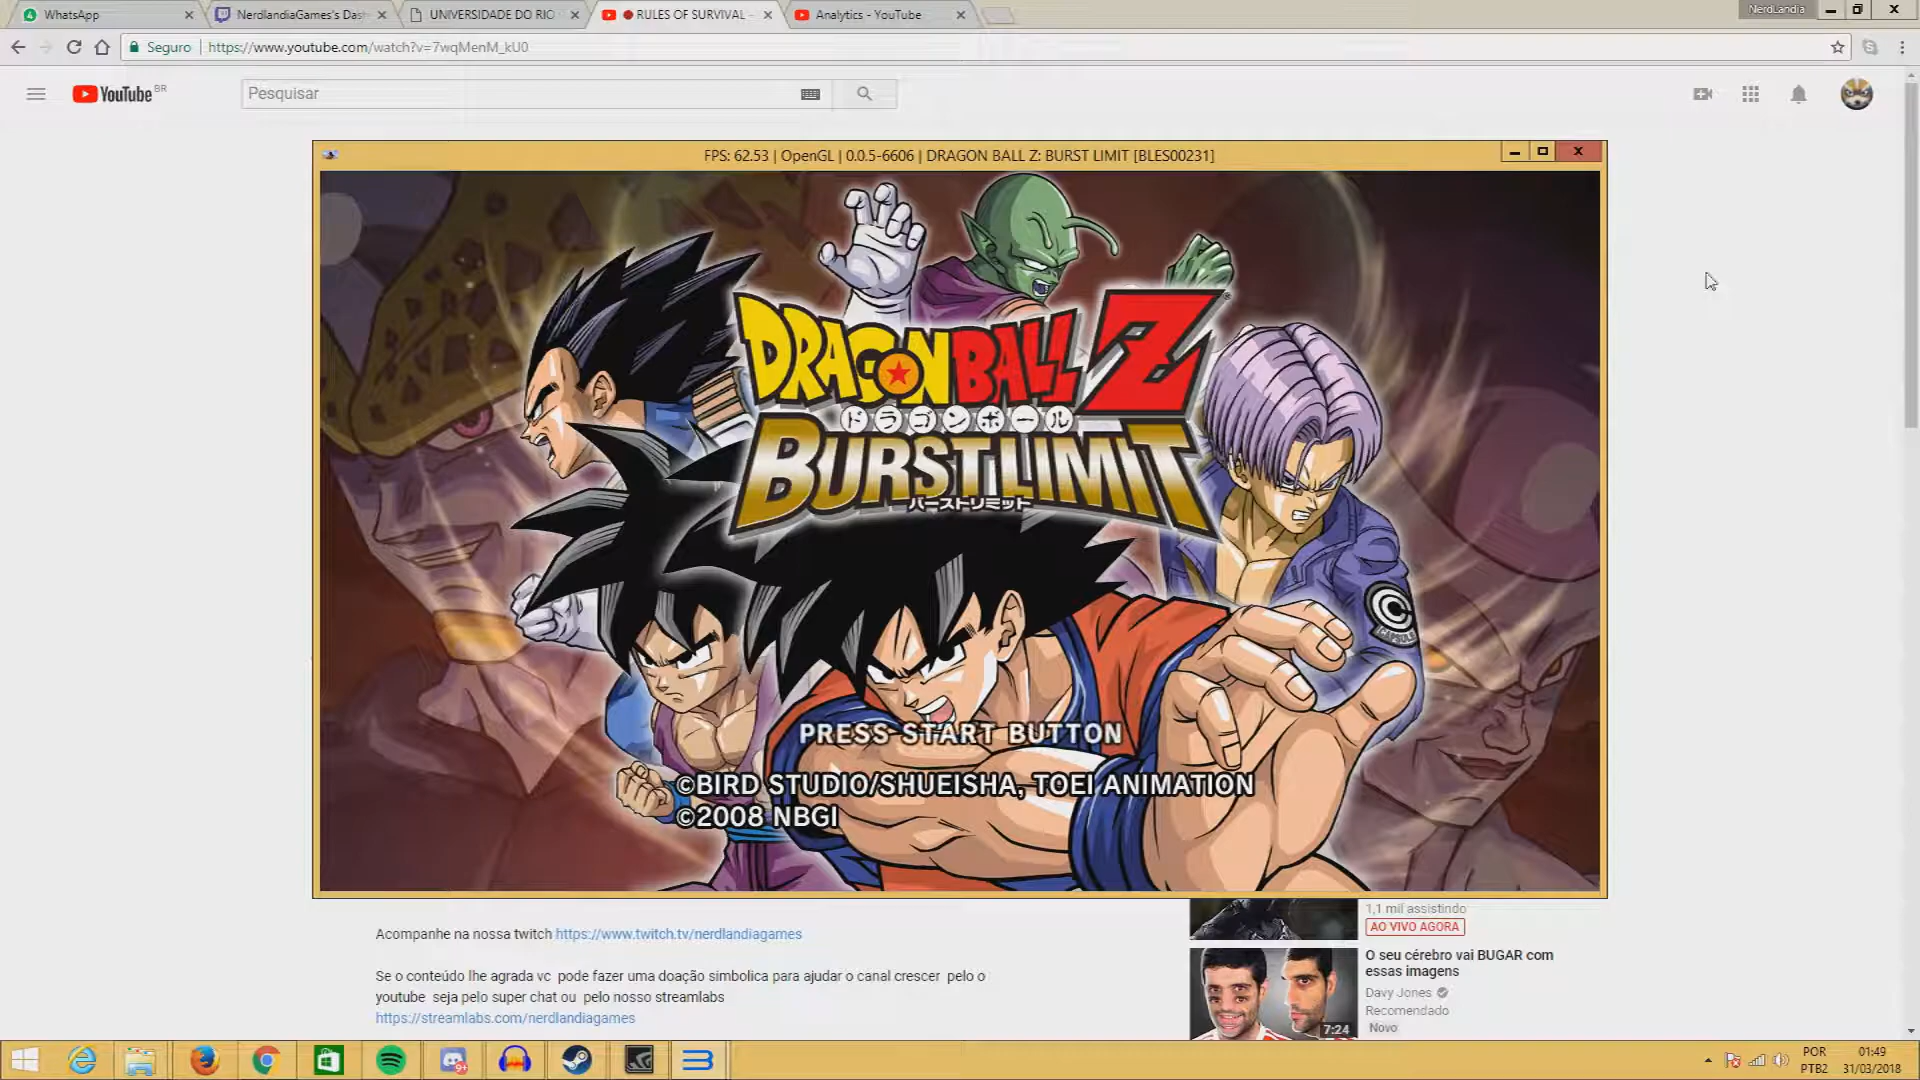 WhatsApp
NerdlandiaGames's Das
UNIVERSIDADE DO RIO
RULES OF SURVIVAL -
Analytics - YouTube
NerdLandia
Seguro
https://www.youtube.com/watch?v=7wqMenM_kU0
YouTube BR
Pesquisar
FPS: 62.53 | OpenGL | 0.0.5-6606 | DRAGON BALL Z: BURST LIMIT [BLES00231]
DRAGON BALL Z
ドラゴンボール
BURST LIMIT
バーストリミット
CAPSULE
PRESS START BUTTON
©BIRD STUDIO/SHUEISHA, TOEI ANIMATION
©2008 NBGI
1,1 mil assistindo
AO VIVO AGORA
Acompanhe na nossa twitch https://www.twitch.tv/nerdlandiagames
O seu cérebro vai BUGAR com
essas imagens
Se o conteúdo lhe agrada vc pode fazer uma doação simbolica para ajudar o canal crescer pelo o
youtube seja pelo super chat ou pelo nosso streamlabs
https://streamlabs.com/nerdlandiagames
Davy Jones
Recomendado
Novo
7:24
9+
POR
PTB2
01:49
31/03/2018